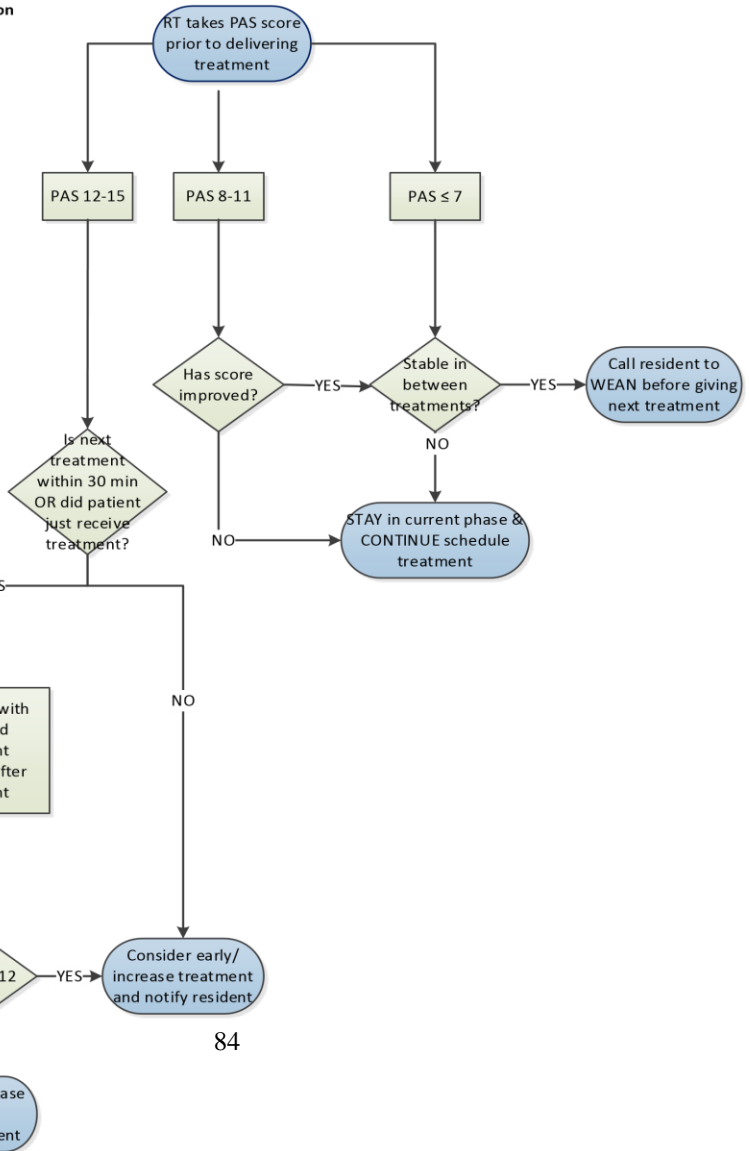 on
RT takes PAS score
prior to delivering
treatment
PAS 12-15
PAS 8-11
PAS ≤ 7
Has score
improved?
YES
Stable in
between
treatments?
YES
Call resident to
WEAN before giving
next treatment
NO
Is next
treatment
within 30 min
OR did patient
just receive
treatment?
NO
STAY in current phase &
CONTINUE schedule
treatment
S
NO
with
d
nt
fter
nt
12
YES
Consider early/
increase treatment
and notify resident
84
ase
ent